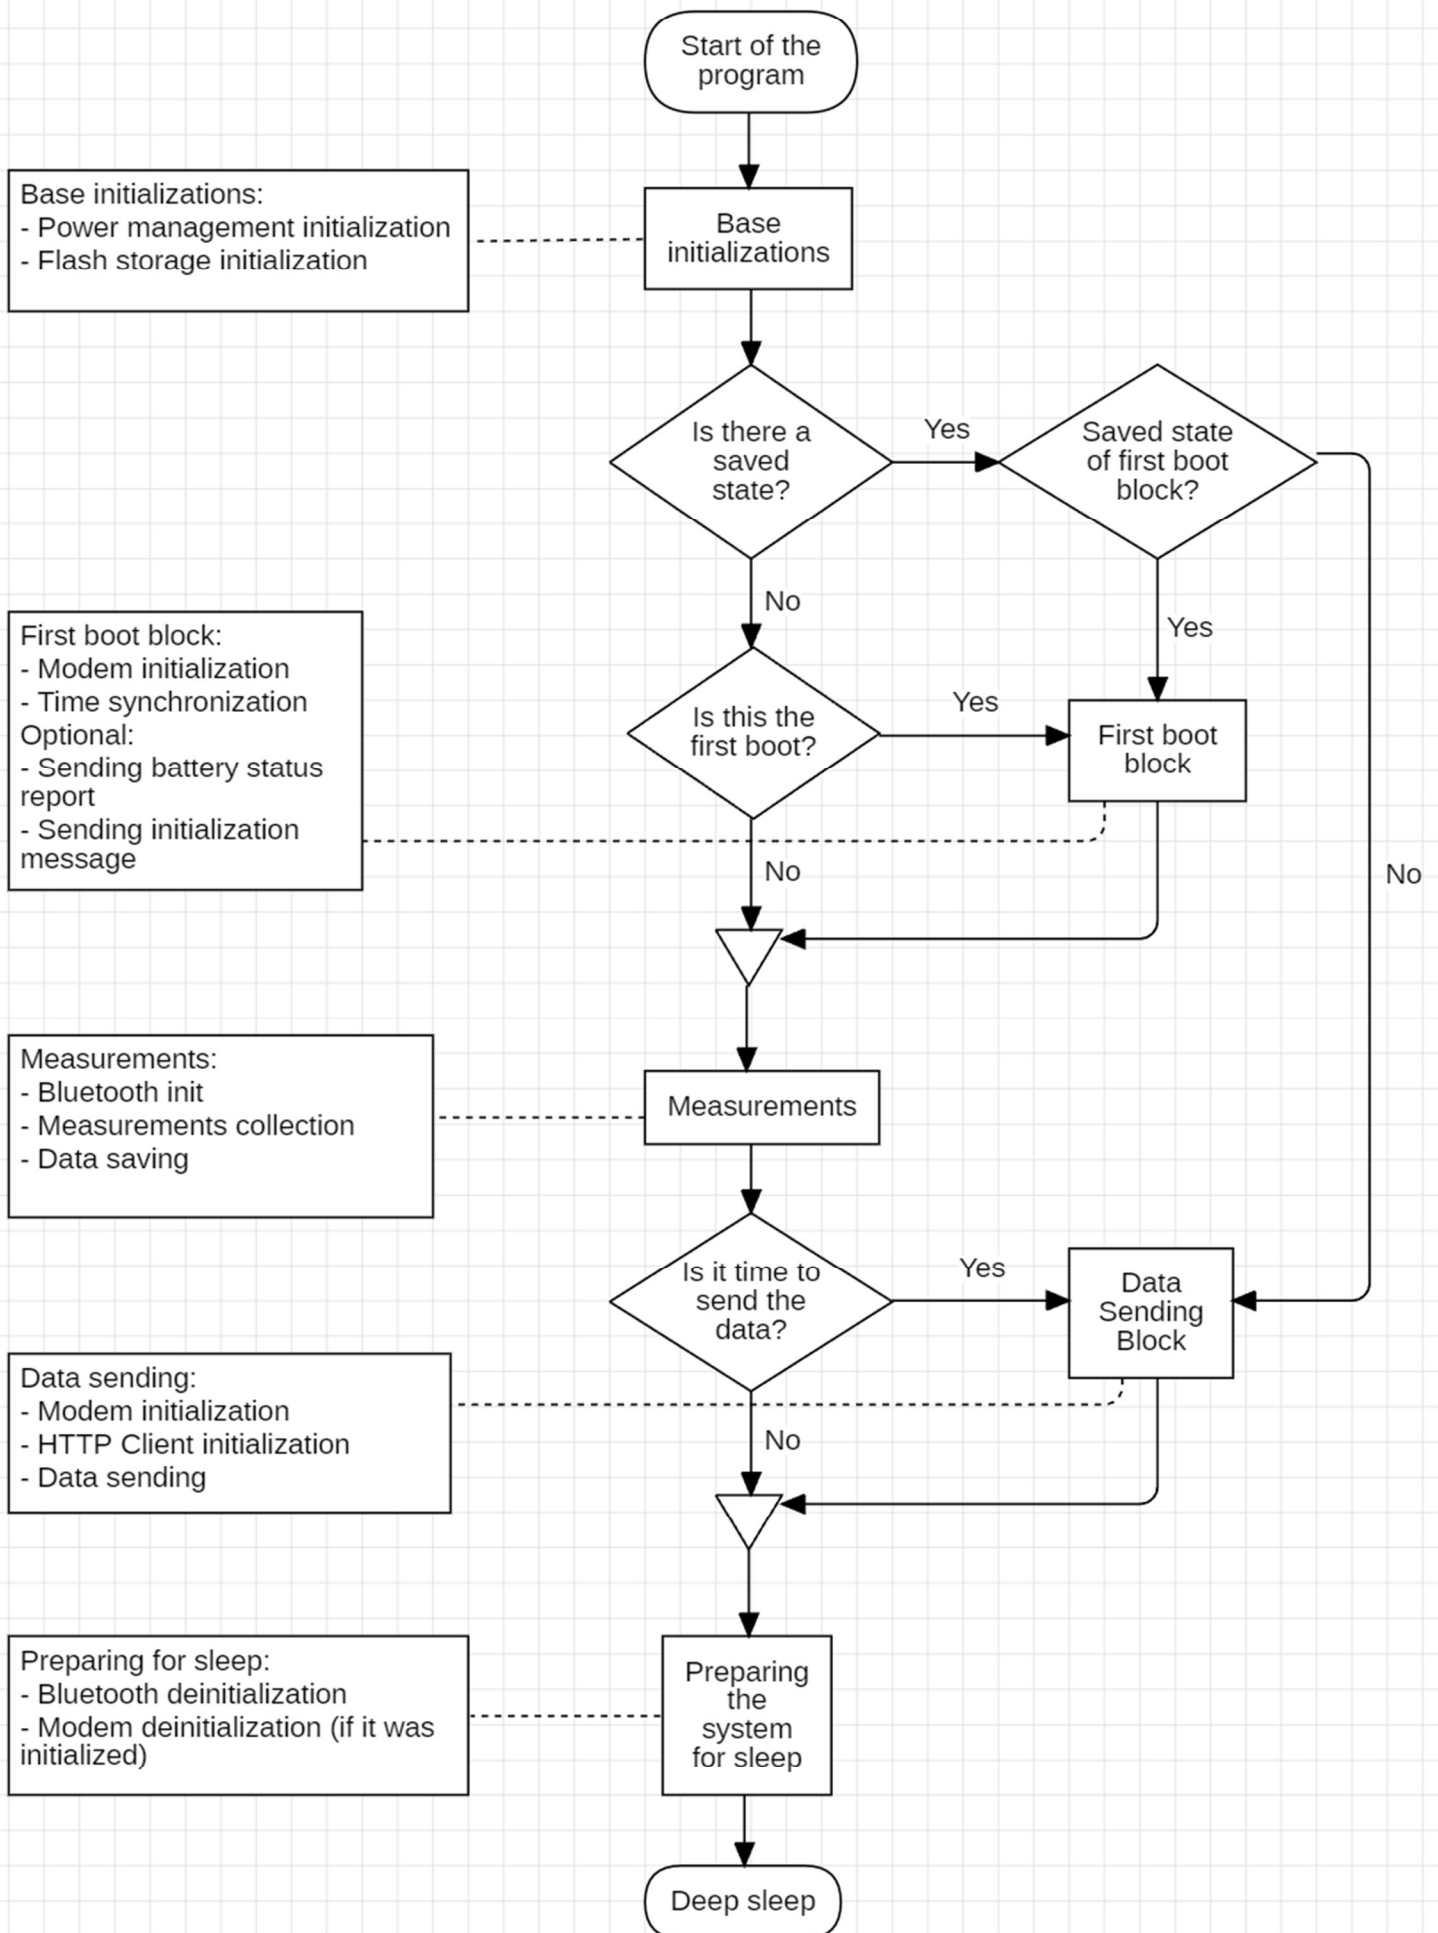 Start of the
program
Base initializations:
- Power management initialization
- Flash storage initialization
Base
initializations
Is there a
saved
state?
Yes
Saved state
of first boot
block?
No
Yes
First boot block:
- Modem initialization
- Time synchronization
Optional:
- Sending battery status
report
- Sending initialization
message
Is this the
first boot?
Yes
First boot
block
No
No
Measurements:
- Bluetooth init
- Measurements collection
- Data saving
Measurements
Is it time to
send the
data?
Yes
Data
Sending
Block
Data sending:
- Modem initialization
- HTTP Client initialization
- Data sending
No
Preparing for sleep:
- Bluetooth deinitialization
- Modem deinitialization (if it was
initialized)
Preparing
the
system
for sleep
Deep sleep